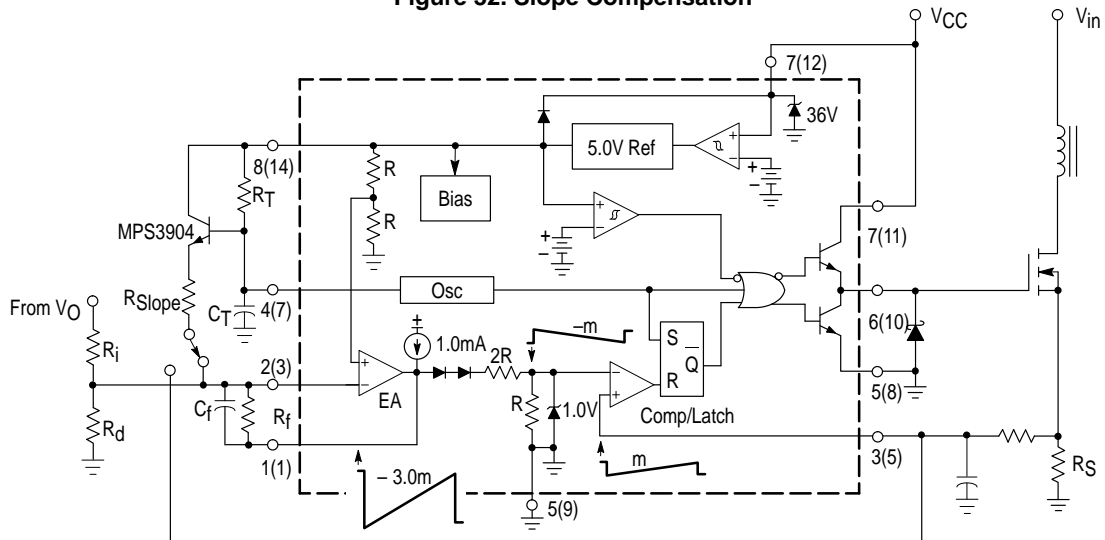 Figure 32. Slope Compensation
VCC
Vin
7(12)
36V
5.0V Ref
+
−
+
−
8(14)
R
Bias
RT
R
MPS3904
+
−
+
−
7(11)
RSlope
CT
4(7)
Osc
From VO
6(10)
Ri
±
1.0mA
−m
2R
S
Q
R
2(3)
+
−
EA
−
+
5(8)
Cf
Rf
R
1.0V
Comp/Latch
Rd
1(1)
m
3(5)
RS
− 3.0m
5(9)